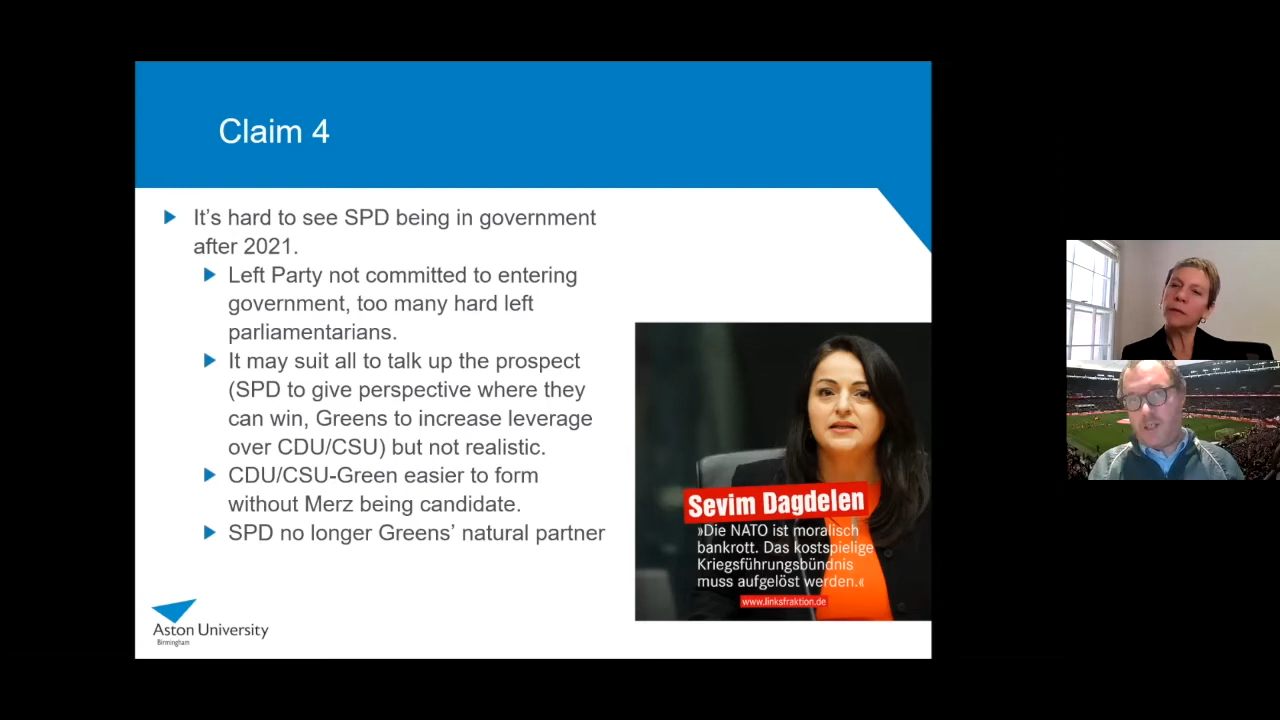 Claim 4
It's hard to see SPD being in government
after 2021.
Left Party not committed to entering
government, too many hard left
parliamentarians.
It may suit all to talk up the prospect
(SPD to give perspective where they
can win, Greens to increase leverage
over CDU/CSU) but not realistic.
CDU/CSU-Green easier to form
without Merz being candidate.
SPD no longer Greens' natural partner
Sevim Dagdelen
»Die NATO ist moralisch
bankrott. Das kostspielige
Kriegsführungsbündnis
muss aufgelöst werden.«
www.linksfraktion.de
Aston University
Birmingham